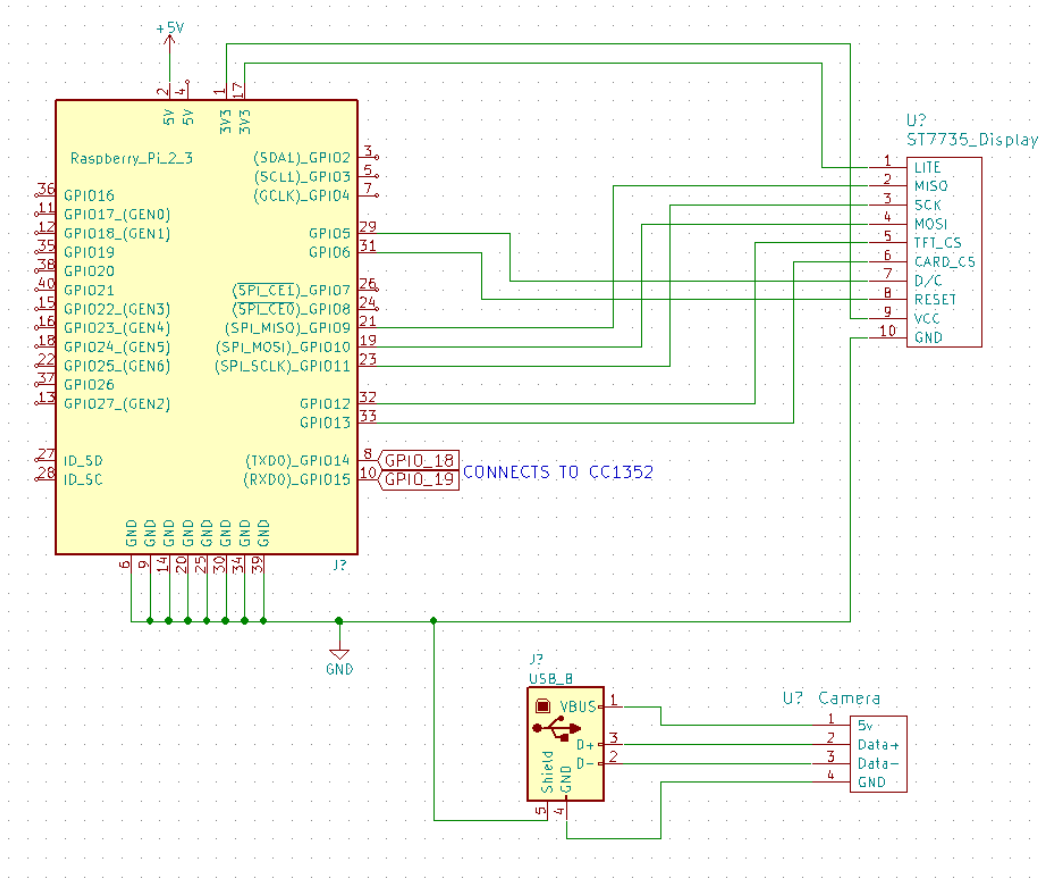 +5V
2 4 1 17
5V 5V 3V3 3V3
Raspberry_Pi_2_3
36 GPIO16
11 GPIO17_(GEN0)
12 GPIO18_(GEN1)
35 GPIO19
38 GPIO20
40 GPIO21
15 GPIO22_(GEN3)
16 GPIO23_(GEN4)
18 GPIO24_(GEN5)
22 GPIO25_(GEN6)
37 GPIO26
13 GPIO27_(GEN2)
27 ID_SD
28 ID_SC
(SDA1)_GPIO2 3
(SCL1)_GPIO3 5
(GCLK)_GPIO4 7
GPIO5 29
GPIO6 31
(SPI_CE1)_GPIO7 26
(SPI_CE0)_GPIO8 24
(SPI_MISO)_GPIO9 21
(SPI_MOSI)_GPIO10 19
(SPI_SCLK)_GPIO11 23
GPIO12 32
GPIO13 33
(TXD0)_GPIO14 8 GPIO_18
(RXD0)_GPIO15 10 GPIO_19
CONNECTS TO CC1352
GND GND GND GND GND GND GND GND
6 9 14 20 25 30 34 39
J?
GND
U?
ST7735_Display
1 LITE
2 MISO
3 SCK
4 MOSI
5 TFT_CS
6 CARD_CS
7 D/C
8 RESET
9 VCC
10 GND
J?
USB_B
VBUS 1
D+ 3
D- 2
Shield GND
5 4
U? Camera
1 5v
2 Data+
3 Data-
4 GND